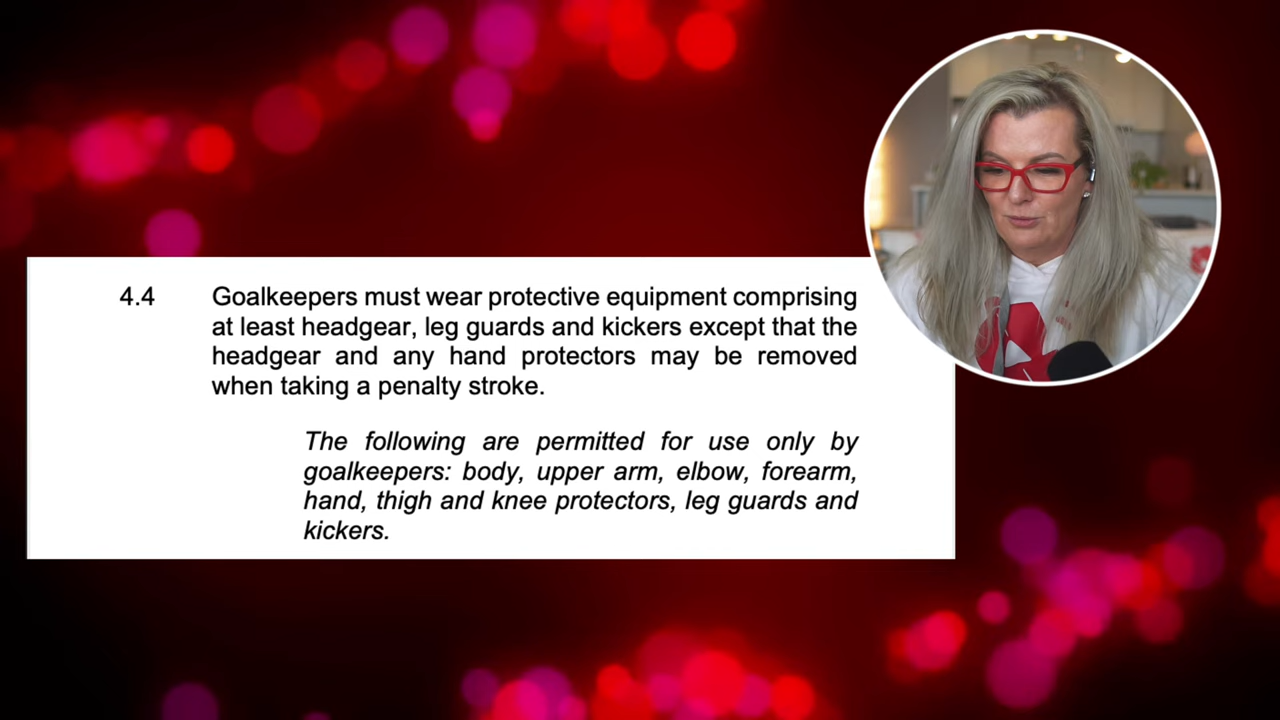 4.4 Goalkeepers must wear protective equipment comprising
at least headgear, leg guards and kickers except that the
headgear and any hand protectors may be removed
when taking a penalty stroke.
The following are permitted for use only by
goalkeepers: body, upper arm, elbow, forearm,
hand, thigh and knee protectors, leg guards and
kickers.